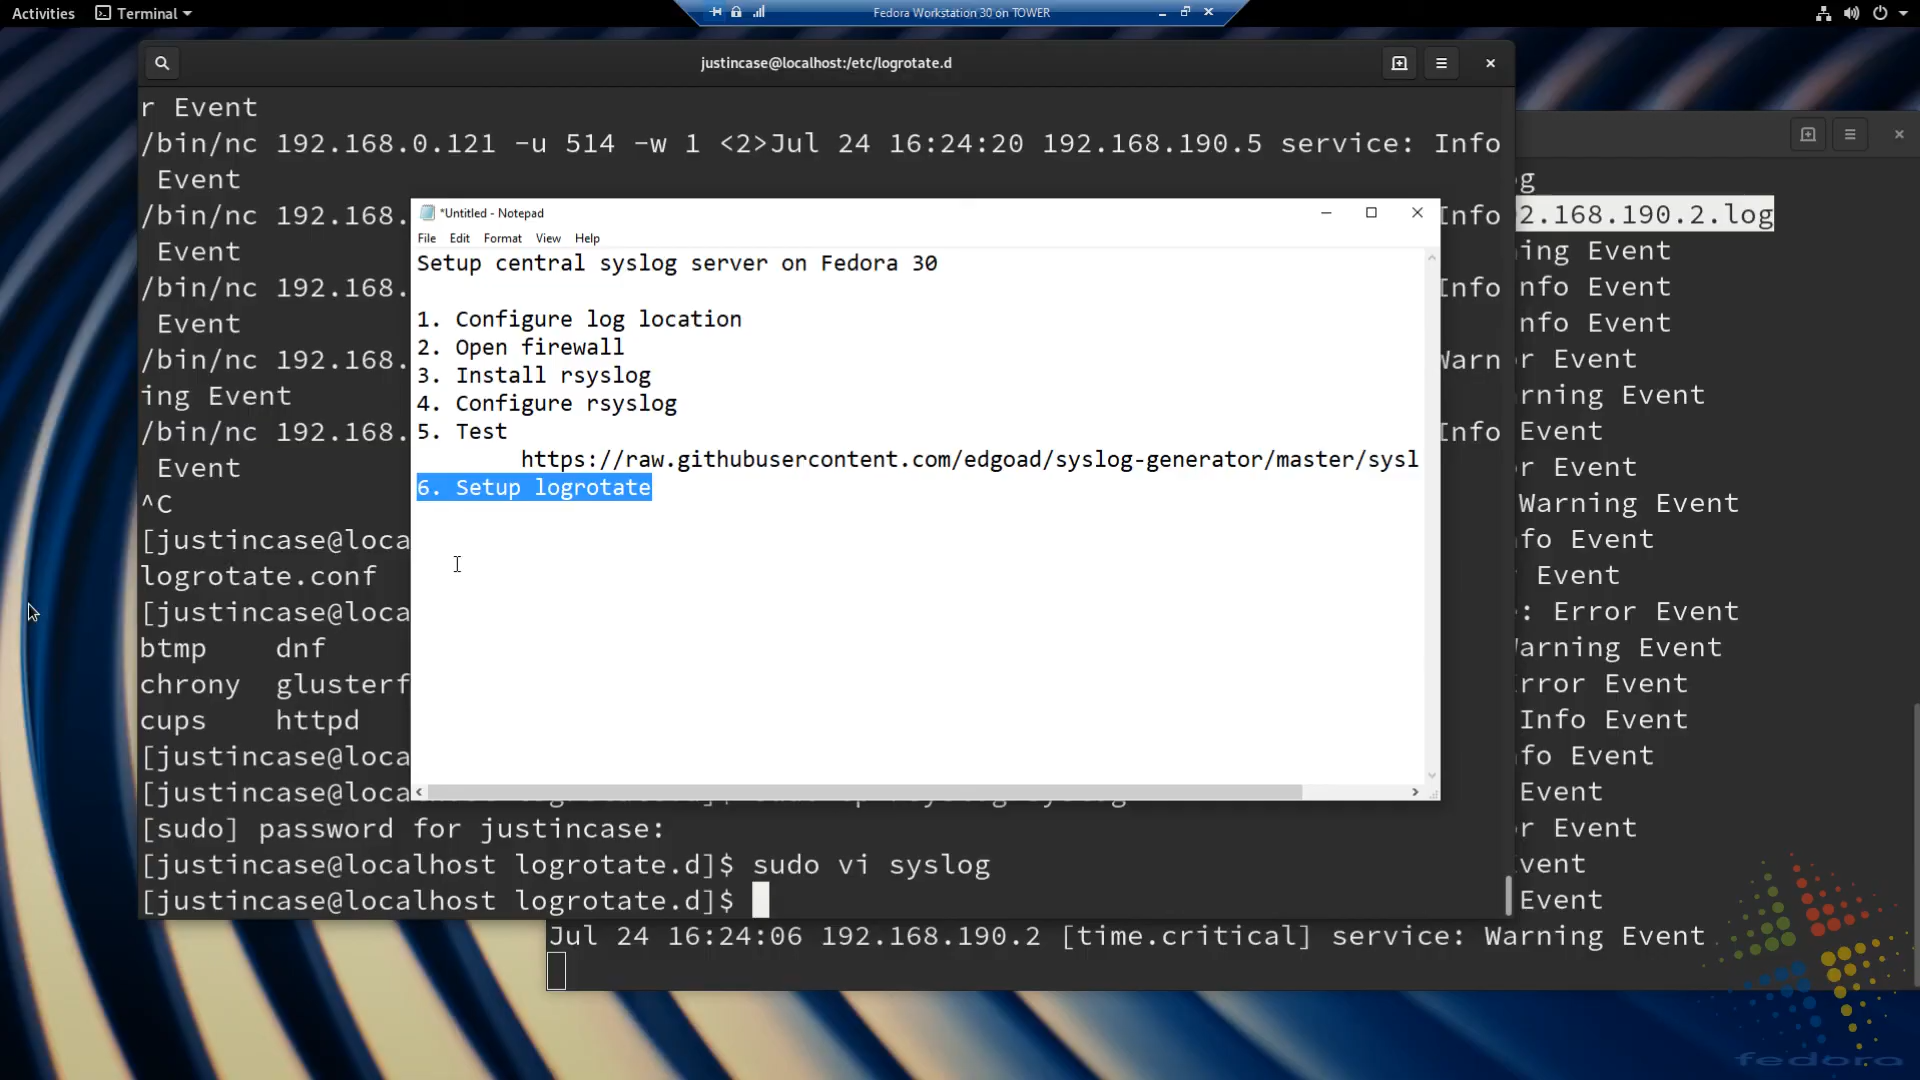 Activities Terminal
Fedora Workstation 30 on TOWER
justincase@localhost:/etc/logrotate.d
r Event
/bin/nc 192.168.0.121 -u 514 -w 1 <2>Jul 24 16:24:20 192.168.190.5 service: Info
Event
/bin/nc 192.168. Info
Event
/bin/nc 192.168. Info
Event
/bin/nc 192.168. Warn
ing Event
/bin/nc 192.168. Info
Event
^C
[justincase@loca
logrotate.conf
[justincase@loca
btmp dnf
chrony glusterf
cups httpd
[justincase@loca
[justincase@loca
[sudo] password for justincase:
[justincase@localhost logrotate.d]$ sudo vi syslog
[justincase@localhost logrotate.d]$
*Untitled - Notepad
File Edit Format View Help
Setup central syslog server on Fedora 30
1. Configure log location
2. Open firewall
3. Install rsyslog
4. Configure rsyslog
5. Test
https://raw.githubusercontent.com/edgoad/syslog-generator/master/sysl
6. Setup logrotate
og
2.168.190.2.log
ing Event
nfo Event
nfo Event
or Event
rning Event
Event
or Event
Warning Event
nfo Event
Event
: Error Event
Warning Event
rror Event
Info Event
nfo Event
Event
or Event
vent
Event
Jul 24 16:24:06 192.168.190.2 [time.critical] service: Warning Event
fedora